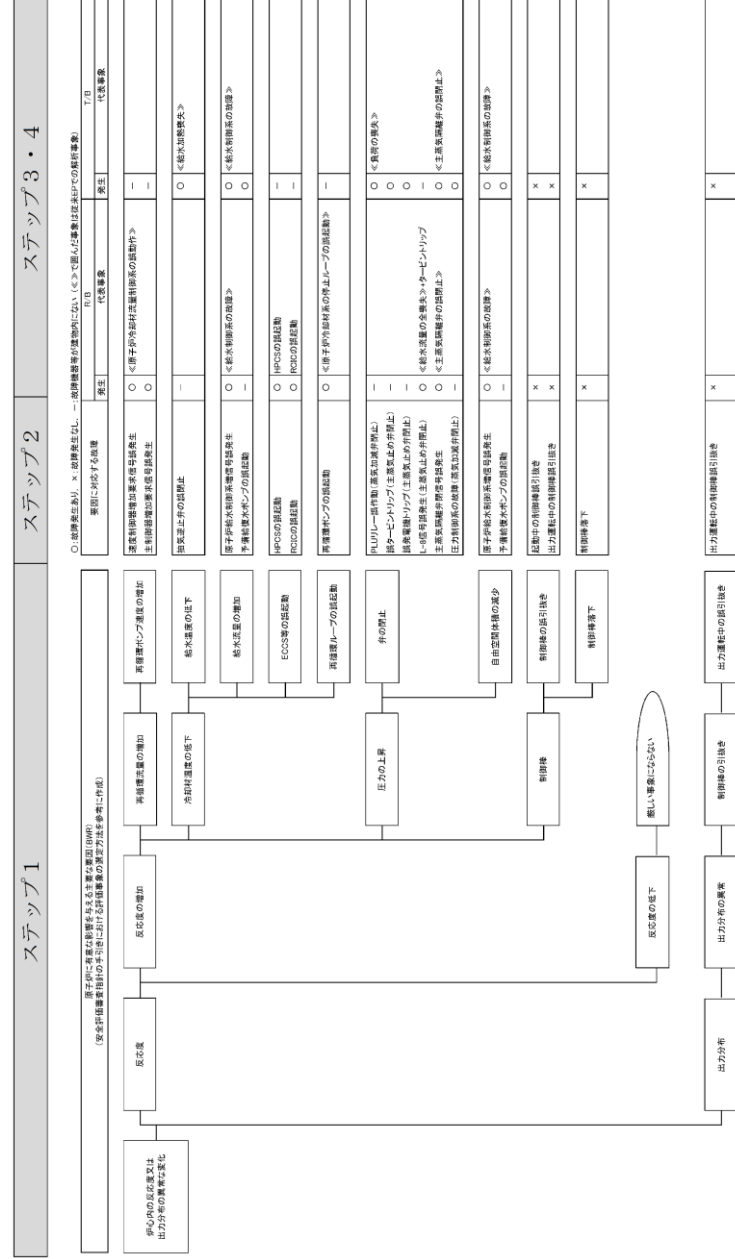 ステップ1
ステップ2
ステップ3・4
原子炉に有意な影響を与える主要な要因(BWR)
(安全評価審査指針の手引きにおける評価事象の選定方法を参考に作成)
○:故障発生あり、×:故障発生なし、－:故障機器等が建物内にない(≪≫で囲んだ事象は従来EPでの解析事象)
要因に対応する故障
R/B
T/B
発生
代表事象
発生
代表事象
炉心内の反応度又は
出力分布の異常な変化
反応度
反応度の増加
再循環流量の増加
再循環ポンプ速度の増加
速度制御器増加要求信号誤発生
○
≪原子炉冷却材流量制御系の誤動作≫
－
主制御器増加要求信号誤発生
○
－
冷却材温度の低下
給水温度の低下
抽気逆止弁の誤閉止
－
○
≪給水加熱喪失≫
給水流量の増加
原子炉給水制御系増信号誤発生
○
≪給水制御系の故障≫
○
≪給水制御系の故障≫
予備給復水ポンプの誤起動
－
○
ECCS等の誤起動
HPCSの誤起動
○
HPCSの誤起動
－
RCICの誤起動
○
RCICの誤起動
－
再循環ループの誤起動
再循環ポンプの誤起動
○
≪原子炉冷却材系の停止ループの誤起動≫
－
圧力の上昇
弁の閉止
PLUリレー誤作動(蒸気加減弁閉止)
－
○
≪負荷の喪失≫
誤タービントリップ(主蒸気止め弁閉止)
－
○
誤発電機トリップ(主蒸気止め弁閉止)
－
○
L-8信号誤発生(主蒸気止め弁閉止)
○
≪給水流量の全喪失≫+タービントリップ
－
主蒸気隔離弁閉信号誤発生
○
≪主蒸気隔離弁の誤閉止≫
○
≪主蒸気隔離弁の誤閉止≫
圧力制御系の故障(蒸気加減弁閉止)
－
○
自由空間体積の減少
原子炉給水制御系増信号誤発生
○
≪給水制御系の故障≫
○
≪給水制御系の故障≫
予備給復水ポンプの誤起動
－
○
制御棒
制御棒の誤引抜き
起動中の制御棒誤引抜き
×
×
出力運転中の制御棒誤引抜き
×
×
制御棒落下
制御棒落下
×
×
反応度の低下
厳しい事象にならない
出力分布
出力分布の異常
制御棒の引抜き
出力運転中の誤引抜き
出力運転中の制御棒誤引抜き
×
×